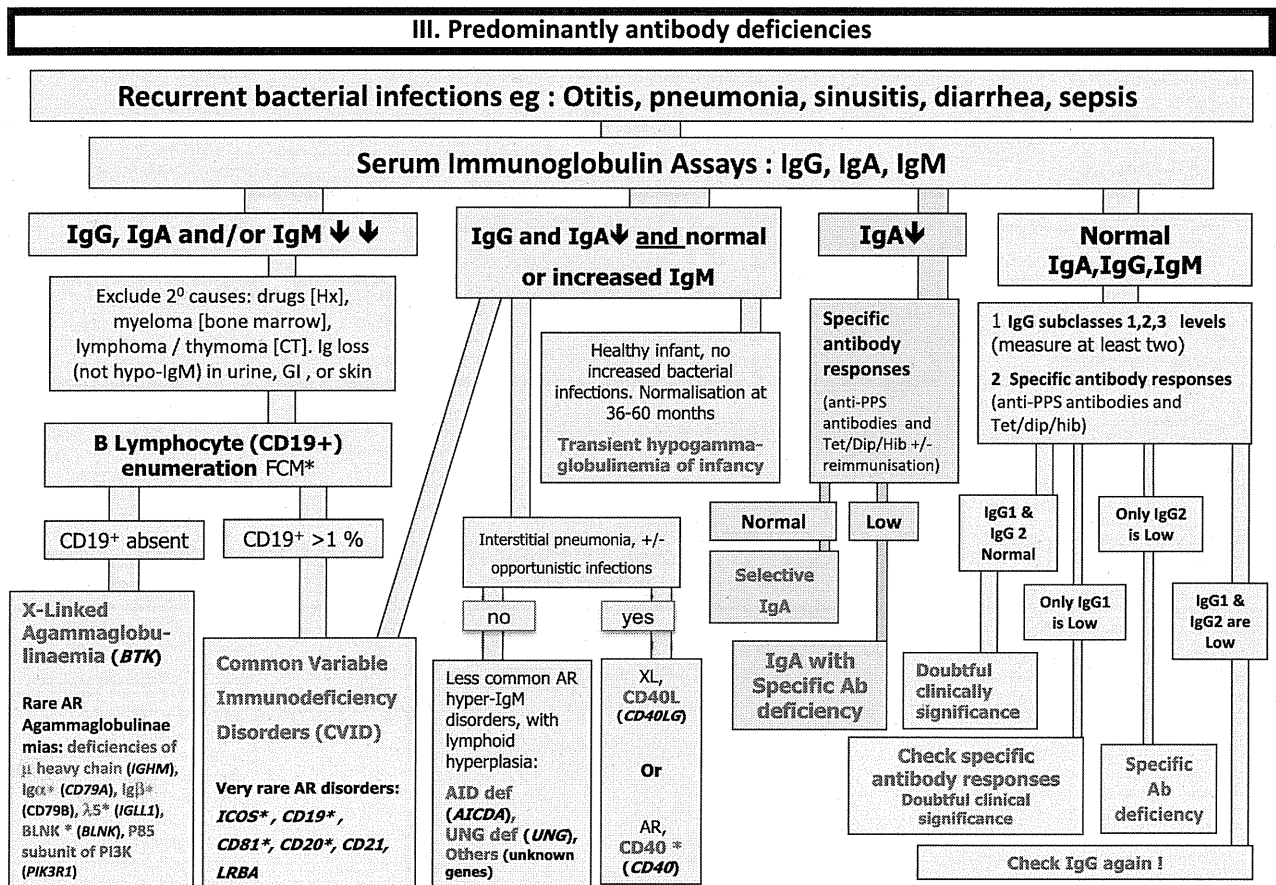 III. Predominantly antibody deficiencies
Recurrent bacterial infections eg : Otitis, pneumonia, sinusitis, diarrhea, sepsis
Serum Immunoglobulin Assays : IgG, IgA, IgM
IgG, IgA and/or IgM ↓ ↓
Exclude 2⁰ causes: drugs [Hx],
myeloma [bone marrow],
lymphoma / thymoma [CT]. Ig loss
(not hypo-IgM) in urine, GI , or skin
B Lymphocyte (CD19+)
enumeration FCM*
CD19⁺ absent
CD19⁺ >1 %
X-Linked
Agammaglobu-
linaemia (BTK)
Rare AR
Agammaglobulinae
mias: deficiencies of
μ heavy chain (IGHM),
Igα* (CD79A), Igβ*
(CD79B), λ5* (IGLL1),
BLNK * (BLNK), P85
subunit of PI3K
(PIK3R1)
Common Variable
Immunodeficiency
Disorders (CVID)
Very rare AR disorders:
ICOS*, CD19*,
CD81*, CD20*, CD21,
LRBA
IgG and IgA↓ and normal
or increased IgM
Healthy infant, no
increased bacterial
infections. Normalisation at
36-60 months
Transient hypogamma-
globulinemia of infancy
Interstitial pneumonia, +/-
opportunistic infections
no
yes
Less common AR
hyper-IgM
disorders, with
lymphoid
hyperplasia:
AID def
(AICDA),
UNG def (UNG),
Others (unknown
genes)
XL,
CD40L
(CD40LG)
Or
AR,
CD40 *
(CD40)
IgA↓
Specific
antibody
responses
(anti-PPS
antibodies and
Tet/Dip/Hib +/-
reimmunisation)
Normal
Low
Selective
IgA
IgA with
Specific Ab
deficiency
Normal
IgA,IgG,IgM
1 IgG subclasses 1,2,3 levels
(measure at least two)
2 Specific antibody responses
(anti-PPS antibodies and
Tet/dip/hib)
IgG1 &
IgG 2
Normal
Only IgG2
is Low
Only IgG1
is Low
IgG1 &
IgG2 are
Low
Doubtful
clinically
significance
Check specific
antibody responses
Doubtful clinical
significance
Specific
Ab
deficiency
Check IgG again !